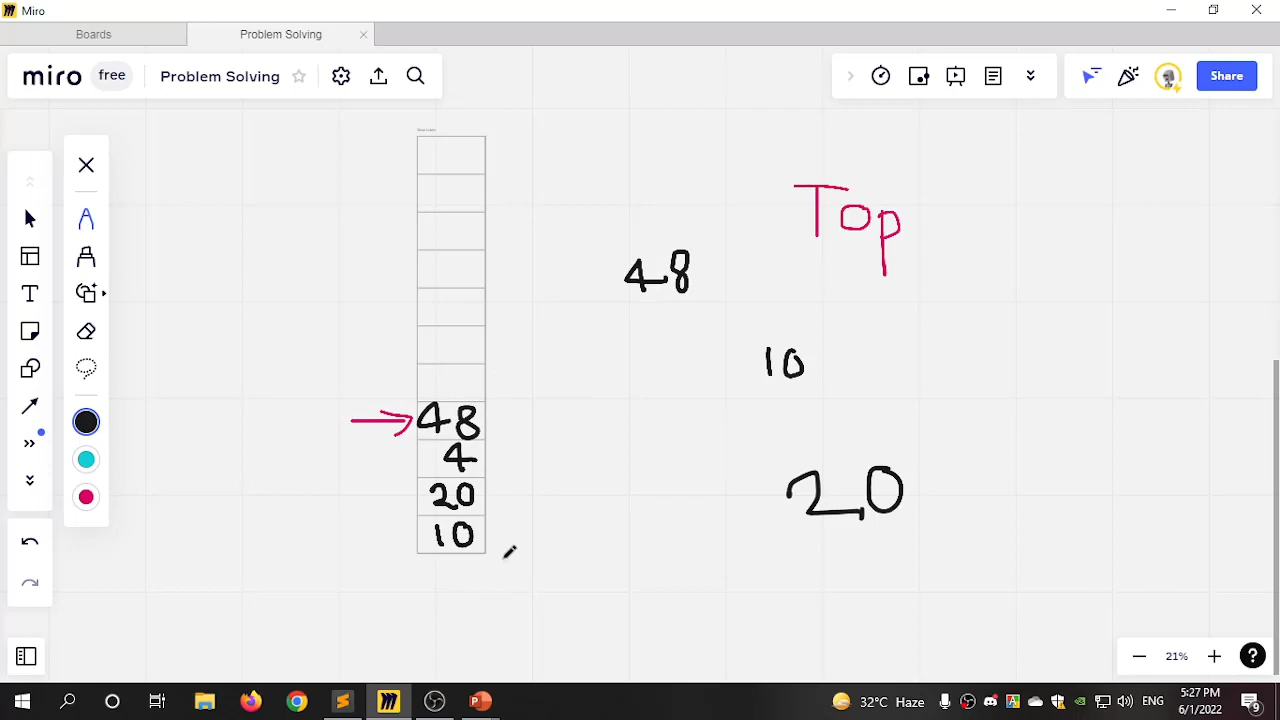 Miro
Boards
Problem Solving
miro
free
Problem Solving
Share
Top
48
10
48
4
20
20
10
21%
32°C Haze
ENG
5:27 PM
6/1/2022
9